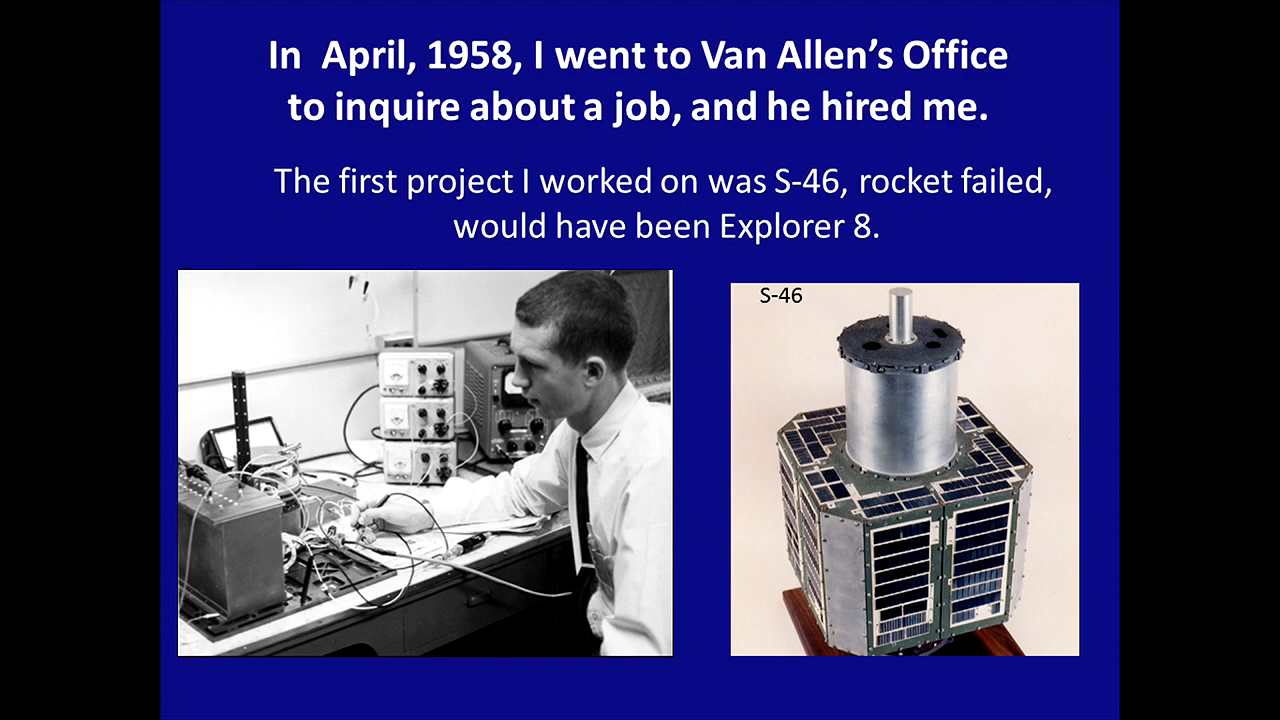 In  April, 1958, I went to Van Allen’s Office
to inquire about a job, and he hired me.
The first project I worked on was S-46, rocket failed,
would have been Explorer 8.
S-46